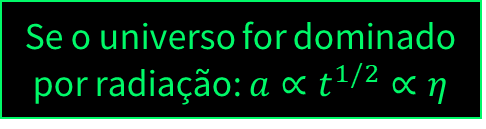 Se o universo for dominado
por radiação: a ∝ t^{1/2} ∝ η